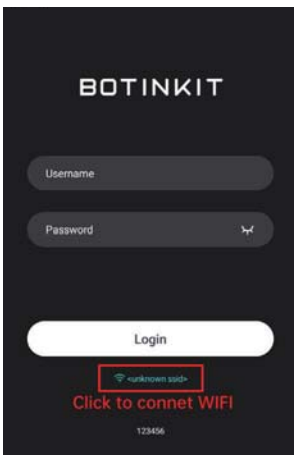 BOTINKIT
Username
Password
Login
<unknown ssid>
Click to connet WIFI
123456